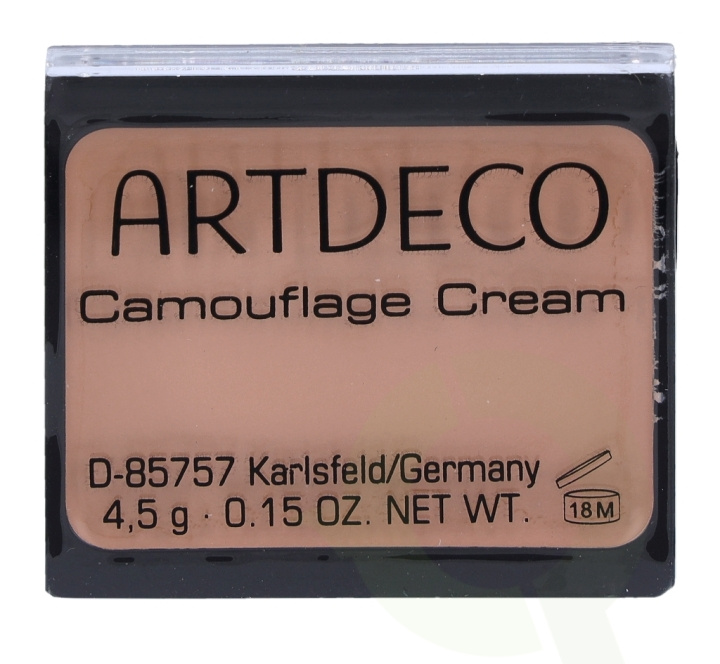 ARTDECO
Camouflage Cream
D-85757 Karlsfeld/Germany
4,5 g · 0.15 OZ. NET WT.
18M